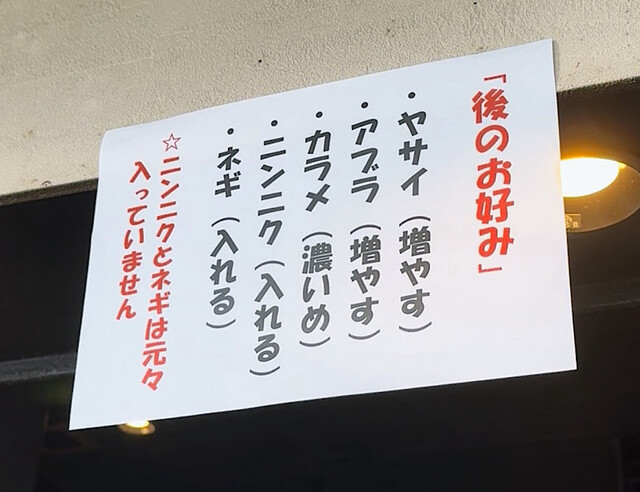 「後のお好み」
・ヤサイ（増やす）
・アブラ（増やす）
・カラメ（濃いめ）
・ニンニク（入れる）
・ネギ（入れる）
☆ニンニクとネギは元々
入っていません